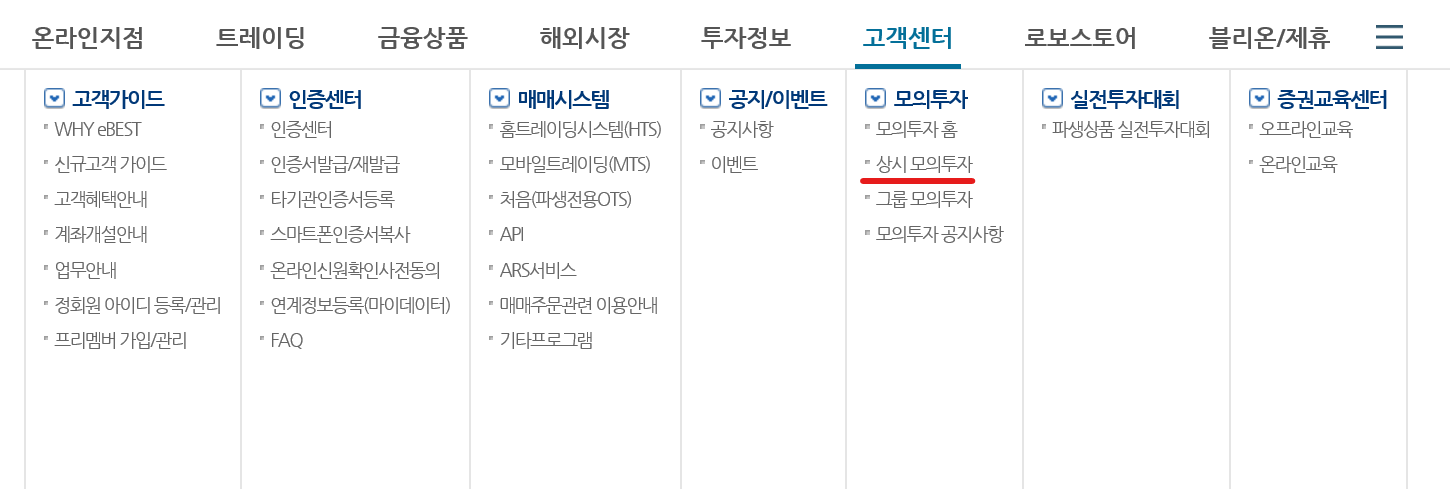 온라인지점 트레이딩 금융상품 해외시장 투자정보 고객센터 로보스토어 블리온/제휴
고객가이드
WHY eBEST
신규고객 가이드
고객혜택안내
계좌개설안내
업무안내
정회원 아이디 등록/관리
프리멤버 가입/관리
인증센터
인증센터
인증서발급/재발급
타기관인증서등록
스마트폰인증서복사
온라인신원확인사전동의
연계정보등록(마이데이터)
FAQ
매매시스템
홈트레이딩시스템(HTS)
모바일트레이딩(MTS)
처음(파생전용OTS)
API
ARS서비스
매매주문관련 이용안내
기타프로그램
공지/이벤트
공지사항
이벤트
모의투자
모의투자 홈
상시 모의투자
그룹 모의투자
모의투자 공지사항
실전투자대회
파생상품 실전투자대회
증권교육센터
오프라인교육
온라인교육